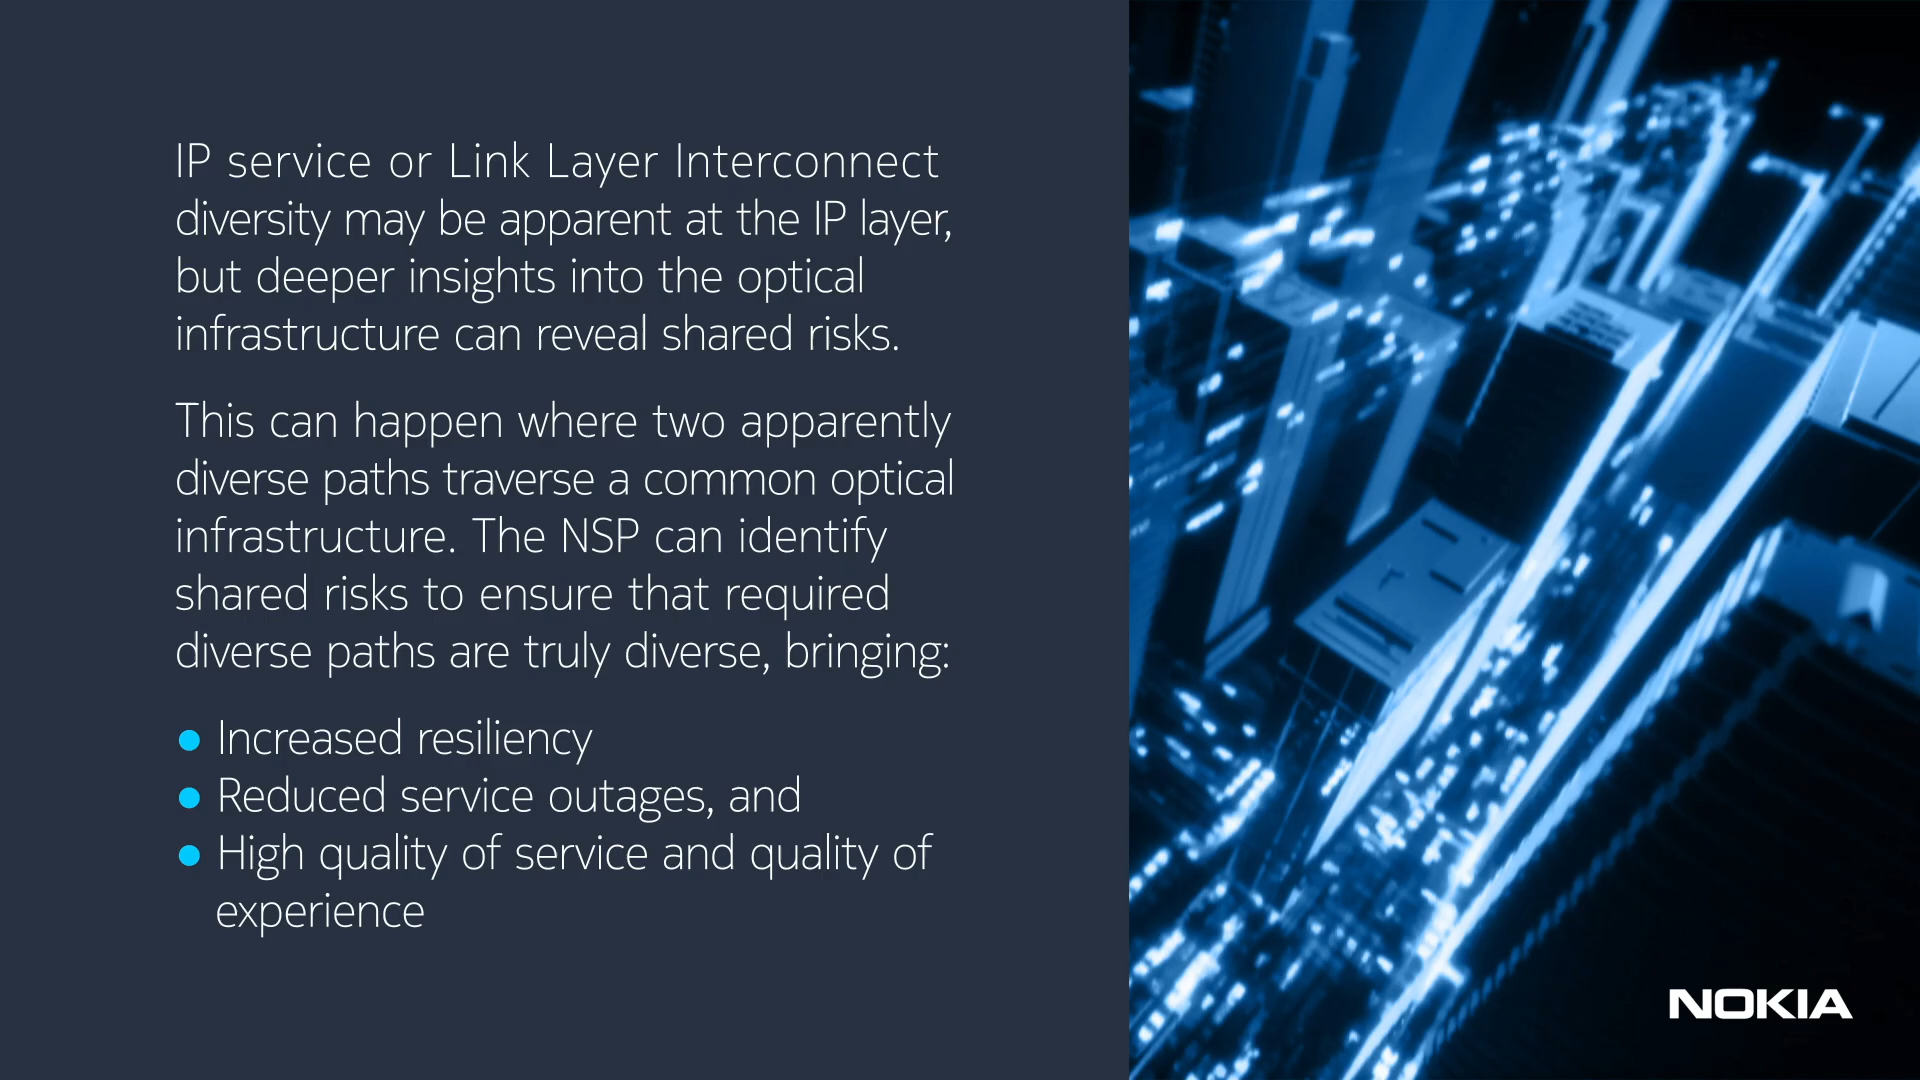 IP service or Link Layer Interconnect
diversity may be apparent at the IP layer,
but deeper insights into the optical
infrastructure can reveal shared risks.
This can happen where two apparently
diverse paths traverse a common optical
infrastructure. The NSP can identify
shared risks to ensure that required
diverse paths are truly diverse, bringing:
● Increased resiliency
● Reduced service outages, and
● High quality of service and quality of
experience
NOKIA